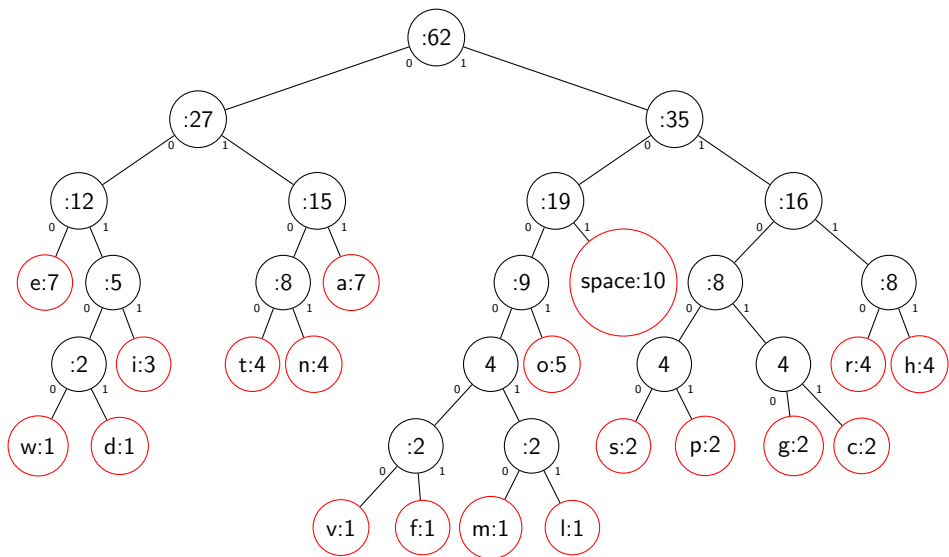 :62
0 1
:27 :35
0 1 0 1
:12 :15 :19 :16
0 1 0 1 0 1 0 1
e:7 :5 :8 a:7 :9 space:10 :8 :8
0 1 0 1 0 1 0 1 0 1
:2 i:3 t:4 n:4 4 o:5 4 4 r:4 h:4
0 1 0 1 0 1 0 1
w:1 d:1 :2 :2 s:2 p:2 g:2 c:2
0 1 0 1
v:1 f:1 m:1 l:1